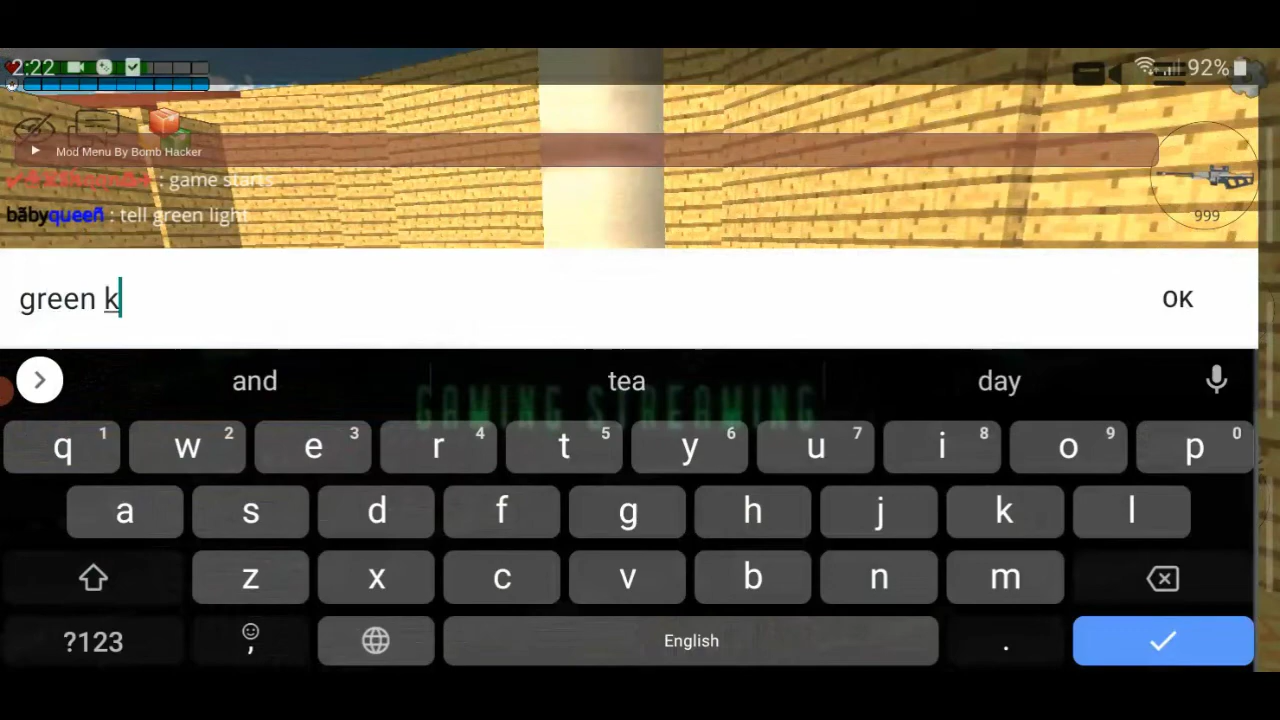 2:22
92%
Mod Menu By Bomb Hacker
: game starts
bãbyqueeñ : tell green light
999
green k
OK
and tea day
GAMING STREAMING
q 1 w 2 e 3 r 4 t 5 y 6 u 7 i 8 o 9 p 0
a s d f g h j k l
z x c v b n m
?123 , English .